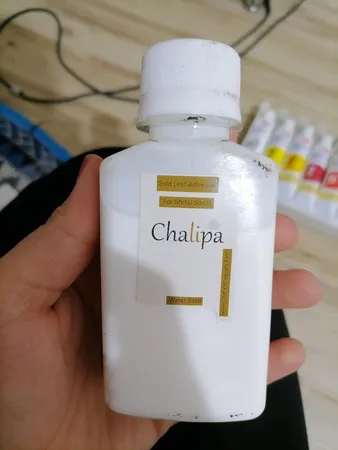 Gold Leaf Adhesive
For Metal Sheet
Chalipa
Water Base